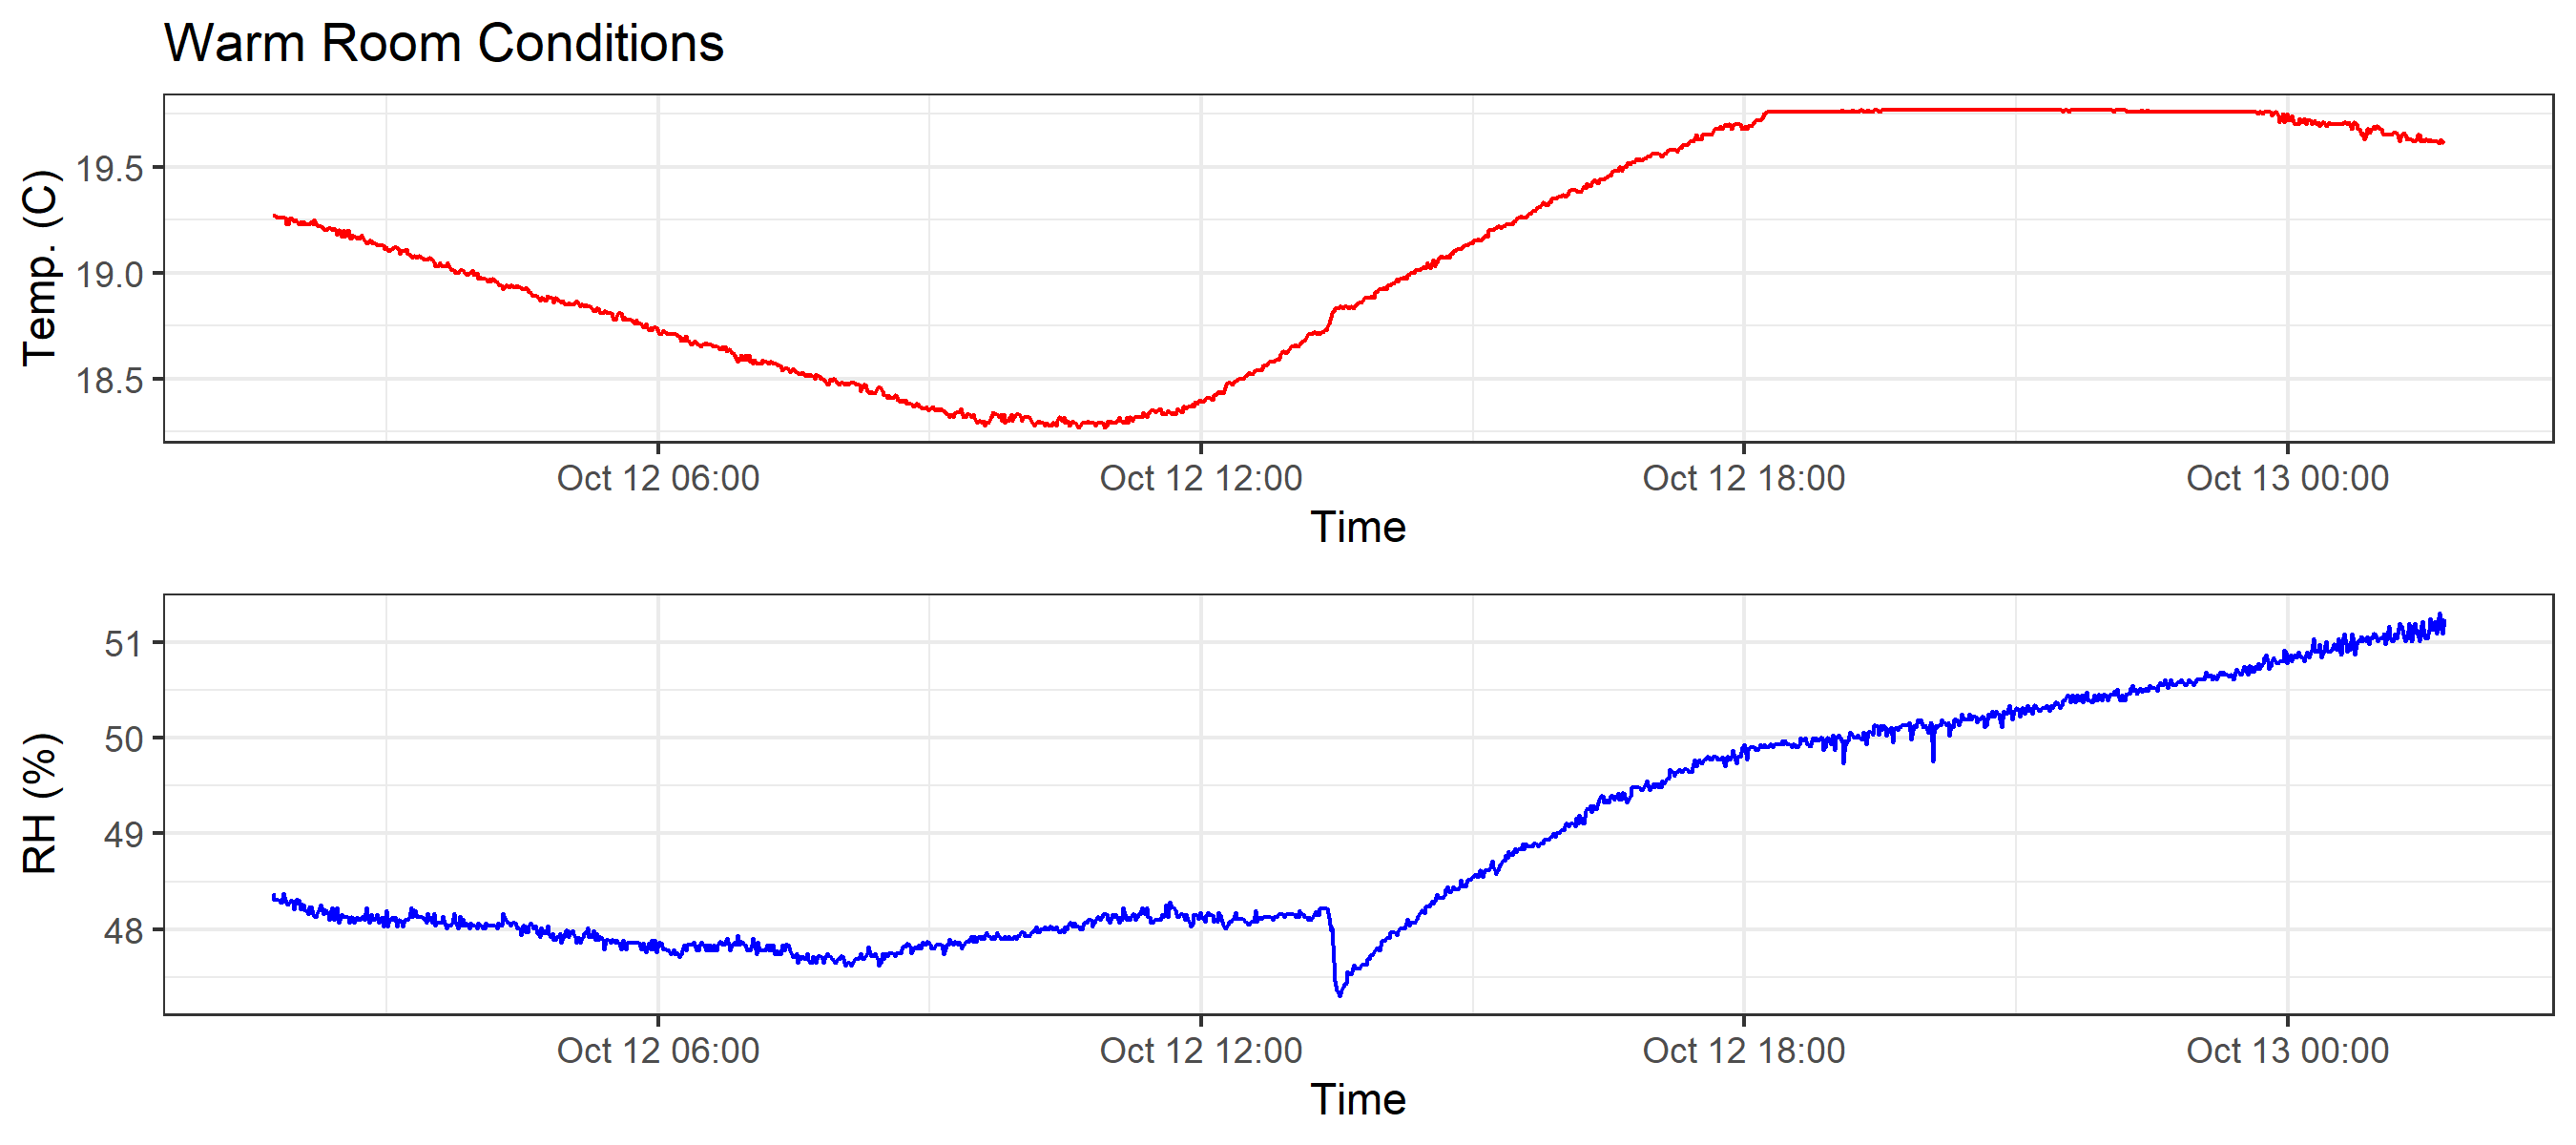 Warm Room Conditions
Temp. (C)
19.5
19.0
18.5
Oct 12 06:00 Oct 12 12:00 Oct 12 18:00 Oct 13 00:00
Time
RH (%)
51
50
49
48
Oct 12 06:00 Oct 12 12:00 Oct 12 18:00 Oct 13 00:00
Time